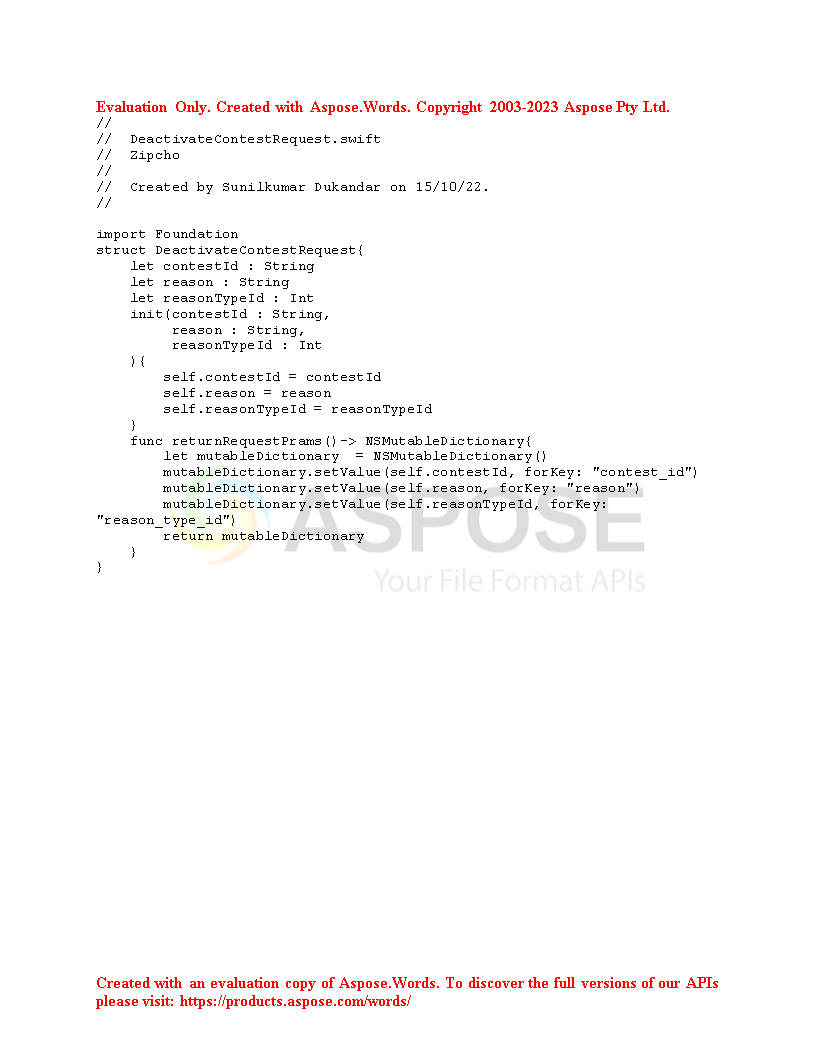 Evaluation Only. Created with Aspose.Words. Copyright 2003-2023 Aspose Pty Ltd.
//
//  DeactivateContestRequest.swift
//  Zipcho
//
//  Created by Sunilkumar Dukandar on 15/10/22.
//

import Foundation
struct DeactivateContestRequest{
    let contestId : String
    let reason : String
    let reasonTypeId : Int
    init(contestId : String,
         reason : String,
         reasonTypeId : Int
    ){
        self.contestId = contestId
        self.reason = reason
        self.reasonTypeId = reasonTypeId
    }
    func returnRequestPrams()-> NSMutableDictionary{
        let mutableDictionary  = NSMutableDictionary()
        mutableDictionary.setValue(self.contestId, forKey: "contest_id")
        mutableDictionary.setValue(self.reason, forKey: "reason")
        mutableDictionary.setValue(self.reasonTypeId, forKey:
"reason_type_id")
        return mutableDictionary
    }
}
ASPOSE
Your File Format APIs
Created with an evaluation copy of Aspose.Words. To discover the full versions of our APIs
please visit: https://products.aspose.com/words/